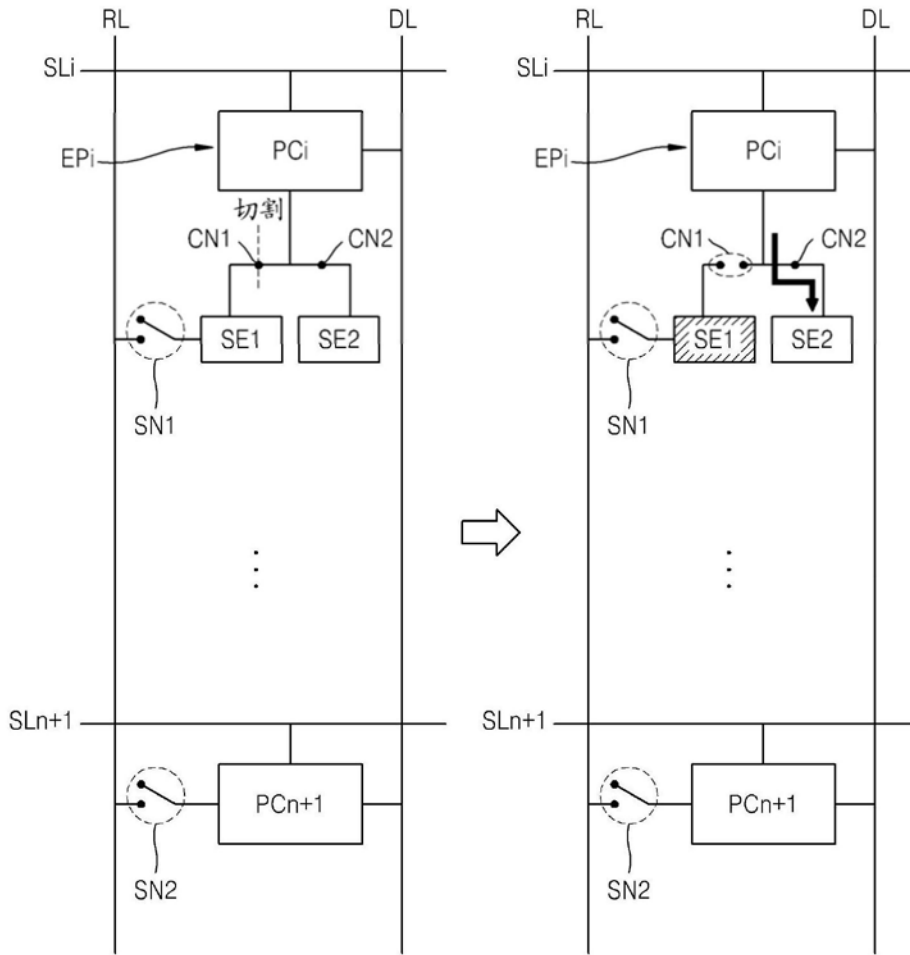 RL DL
SLi
PCi
EPi
切割
CN1 CN2
SE1 SE2
SN1
SLn+1
PCn+1
SN2
RL DL
SLi
PCi
EPi
CN1 CN2
SE1 SE2
SN1
SLn+1
PCn+1
SN2